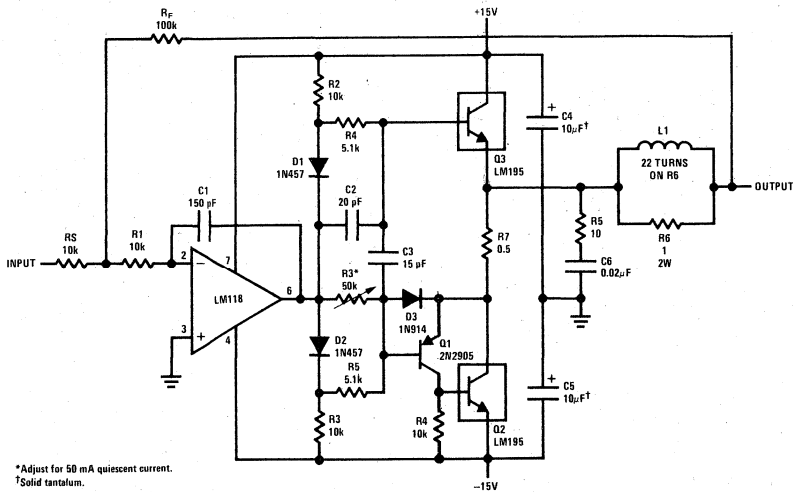 RF
100k
+15V
R2
10k
R4
5.1k
C4
10µF†
+
L1
22 TURNS
ON R6
OUTPUT
Q3
LM195
D1
1N457
C1
150 pF
C2
20 pF
R5
10
R6
1
2W
RS
10k
R1
10k
R7
0.5
C3
15 pF
C6
0.02µF
INPUT
2
7
−
LM118
6
R3*
50k
D3
1N914
3
+
4
D2
1N457
Q1
2N2905
R5
5.1k
+
C5
10µF†
R3
10k
R4
10k
Q2
LM195
−15V
*Adjust for 50 mA quiescent current.
†Solid tantalum.